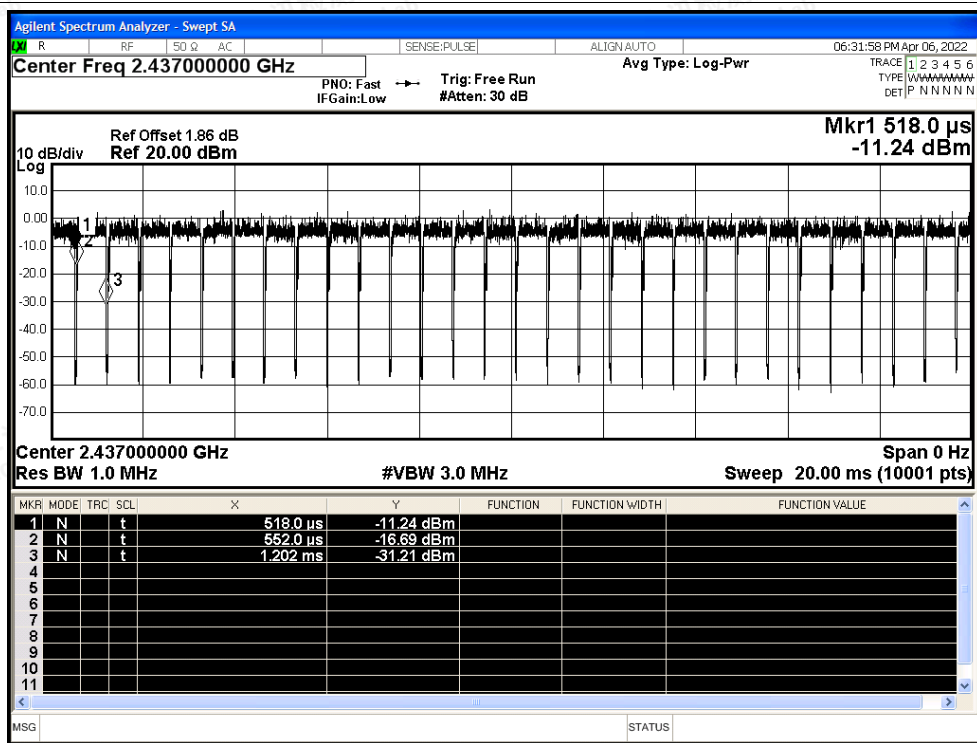 Agilent Spectrum Analyzer - Swept SA
LXI R RF 50 Ω AC SENSE:PULSE ALIGN AUTO 06:31:58 PM Apr 06, 2022
Center Freq 2.437000000 GHz Avg Type: Log-Pwr TRACE 1 2 3 4 5 6
PNO: Fast Trig: Free Run TYPE WWWWWW
IFGain:Low #Atten: 30 dB DET P N N N N N
Mkr1 518.0 µs
Ref Offset 1.86 dB
10 dB/div Ref 20.00 dBm -11.24 dBm
Log
10.0
0.00
1
-10.0
2
-20.0
3
-30.0
-40.0
-50.0
-60.0
-70.0
Center 2.437000000 GHz Span 0 Hz
Res BW 1.0 MHz #VBW 3.0 MHz Sweep 20.00 ms (10001 pts)
MKR MODE TRC SCL X Y FUNCTION FUNCTION WIDTH FUNCTION VALUE
1 N t 518.0 µs -11.24 dBm
2 N t 552.0 µs -16.69 dBm
3 N t 1.202 ms -31.21 dBm
4
5
6
7
8
9
10
11
MSG STATUS